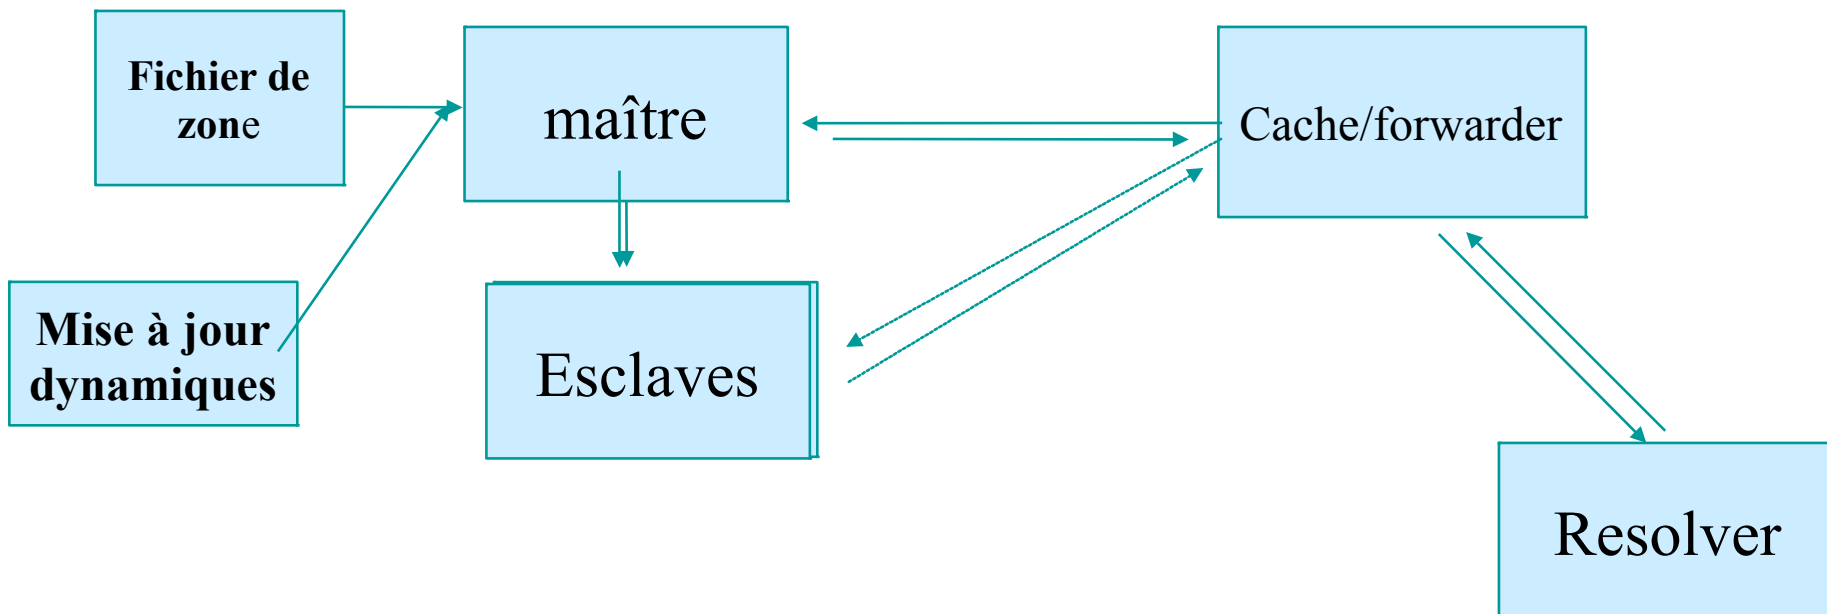 Fichier de
zone
maître
Cache/forwarder
Mise à jour
dynamiques
Esclaves
Resolver